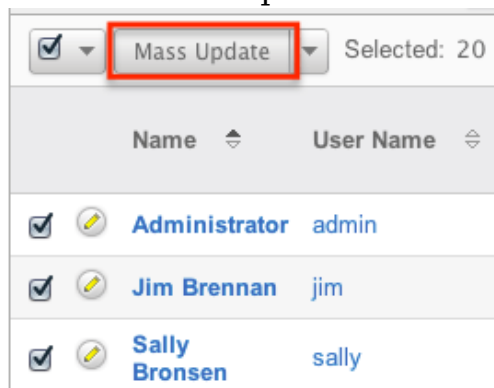 Mass Update Selected: 20
Name User Name
Administrator admin
Jim Brennan jim
Sally
Bronsen sally